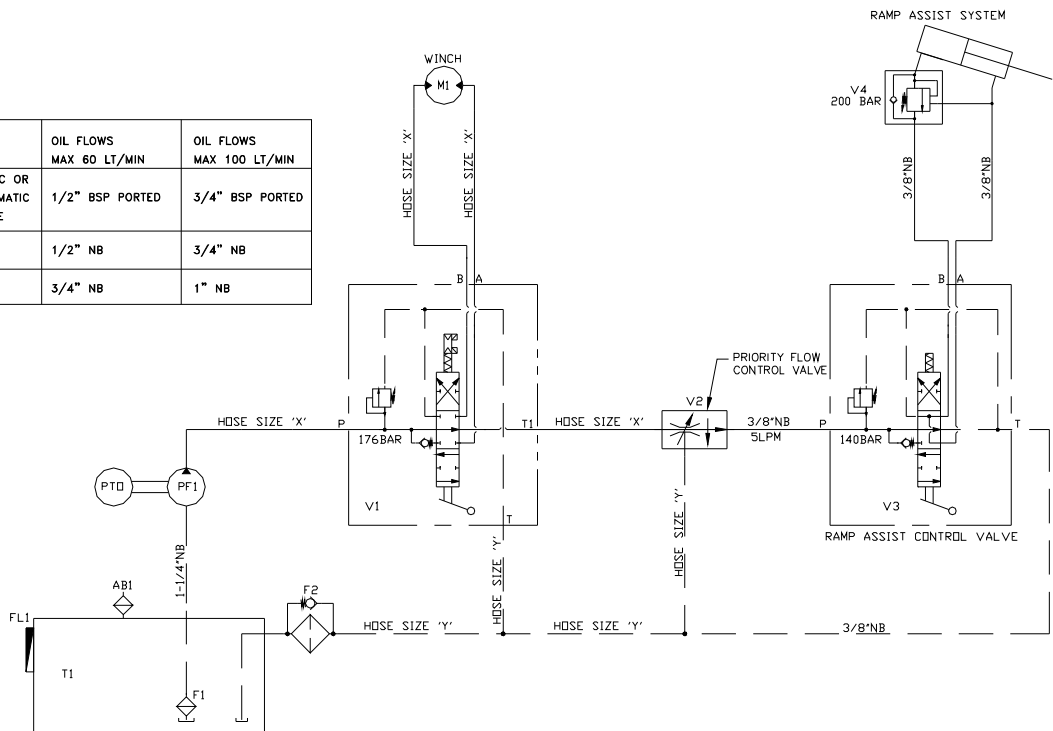 RAMP ASSIST SYSTEM
WINCH
M1
V4
200 BAR
OIL FLOWS
MAX 60 LT/MIN
OIL FLOWS
MAX 100 LT/MIN
C OR
MATIC
E
1/2" BSP PORTED
3/4" BSP PORTED
1/2" NB
3/4" NB
3/4" NB
1" NB
HOSE SIZE 'X'
HOSE SIZE 'X'
3/8"NB
3/8"NB
B A
B A
PRIORITY FLOW
CONTROL VALVE
V2
HOSE SIZE 'X'
P
176BAR
T1
HOSE SIZE 'X'
3/8"NB
5LPM
P
140BAR
T
PTO
PF1
V1
T
V3
RAMP ASSIST CONTROL VALVE
1-1/4"NB
HOSE SIZE 'Y'
HOSE SIZE 'Y'
AB1
F2
FL1
HOSE SIZE 'Y'
HOSE SIZE 'Y'
3/8"NB
T1
F1